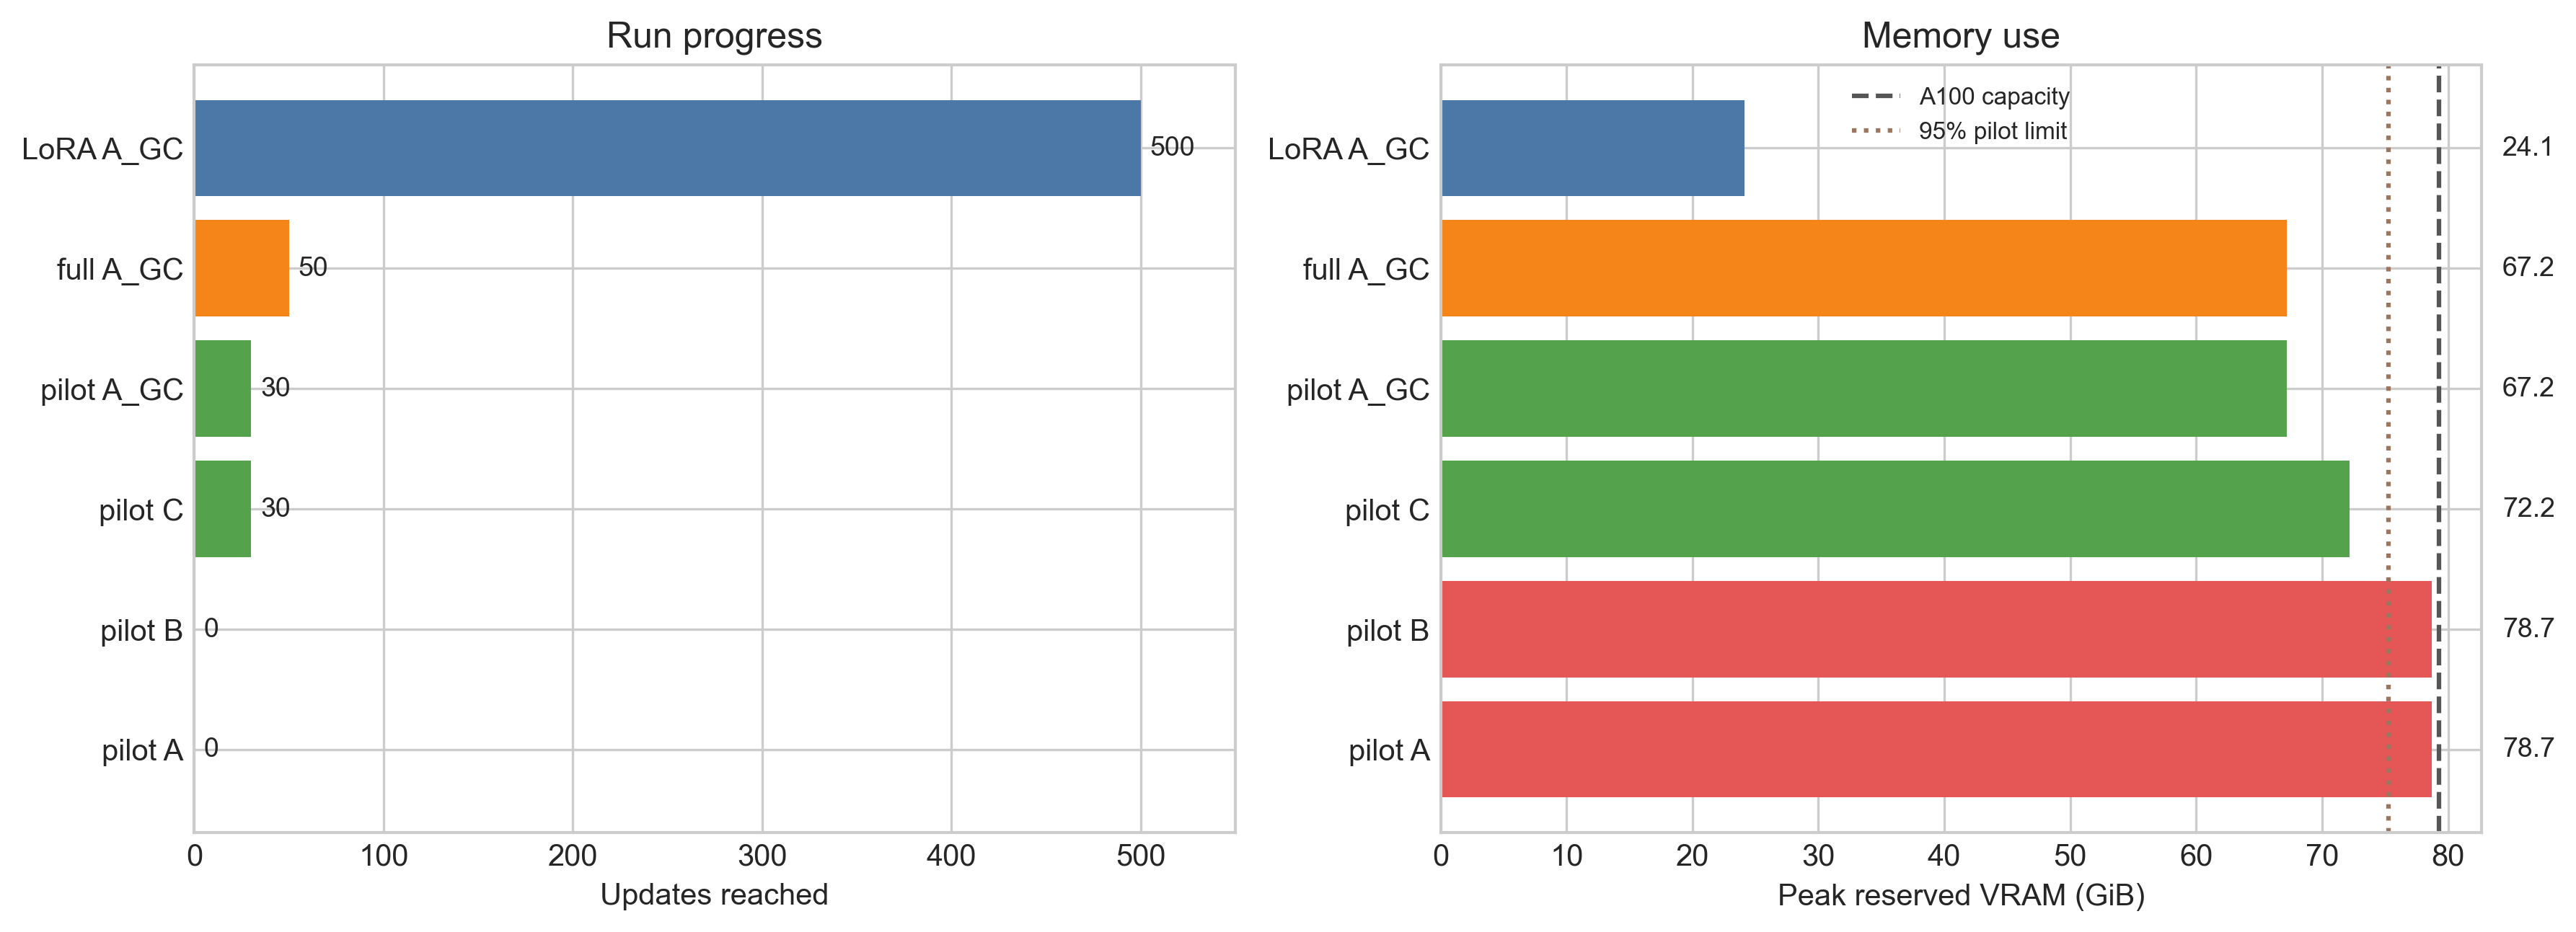 Run progress
LoRA A_GC
500
full A_GC
50
pilot A_GC
30
pilot C
30
pilot B
0
pilot A
0
0 100 200 300 400 500
Updates reached
Memory use
A100 capacity
95% pilot limit
LoRA A_GC
24.1
full A_GC
67.2
pilot A_GC
67.2
pilot C
72.2
pilot B
78.7
pilot A
78.7
0 10 20 30 40 50 60 70 80
Peak reserved VRAM (GiB)